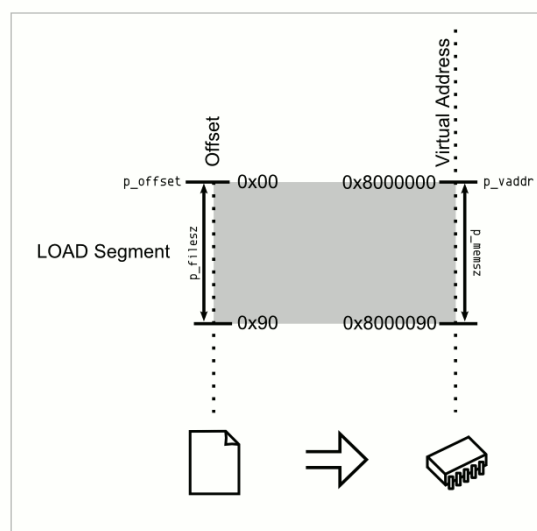 Offset
Virtual Address
p_offset
0x00
0x8000000
p_vaddr
LOAD Segment
p_filesz
p_memsz
0x90
0x8000090